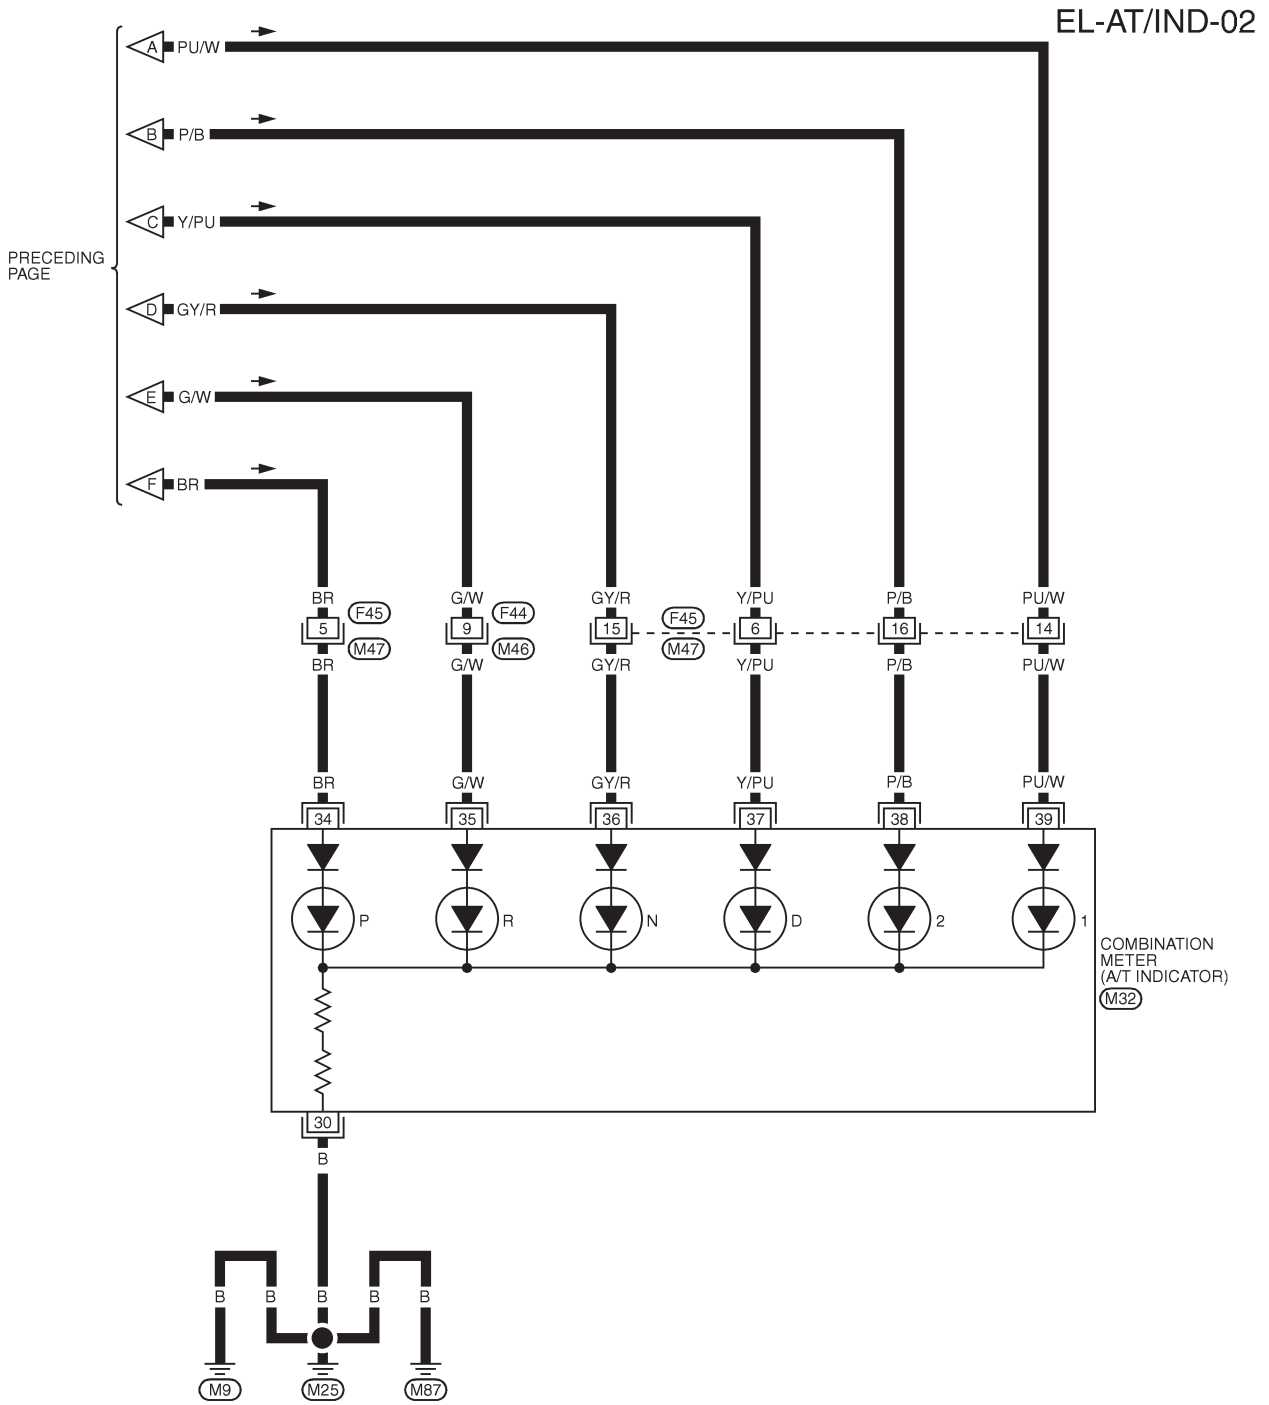 EL-AT/IND-02
A PU/W
B P/B
C Y/PU
PRECEDING
PAGE
D GY/R
E G/W
F BR
BR G/W GY/R Y/PU P/B PU/W
F45 F44 F45
5 9 15 6 16 14
M47 M46 M47
BR G/W GY/R Y/PU P/B PU/W
BR G/W GY/R Y/PU P/B PU/W
34 35 36 37 38 39
P R N D 2 1
COMBINATION
METER
(A/T INDICATOR)
M32
30
B
B B B B B
M9 M25 M87